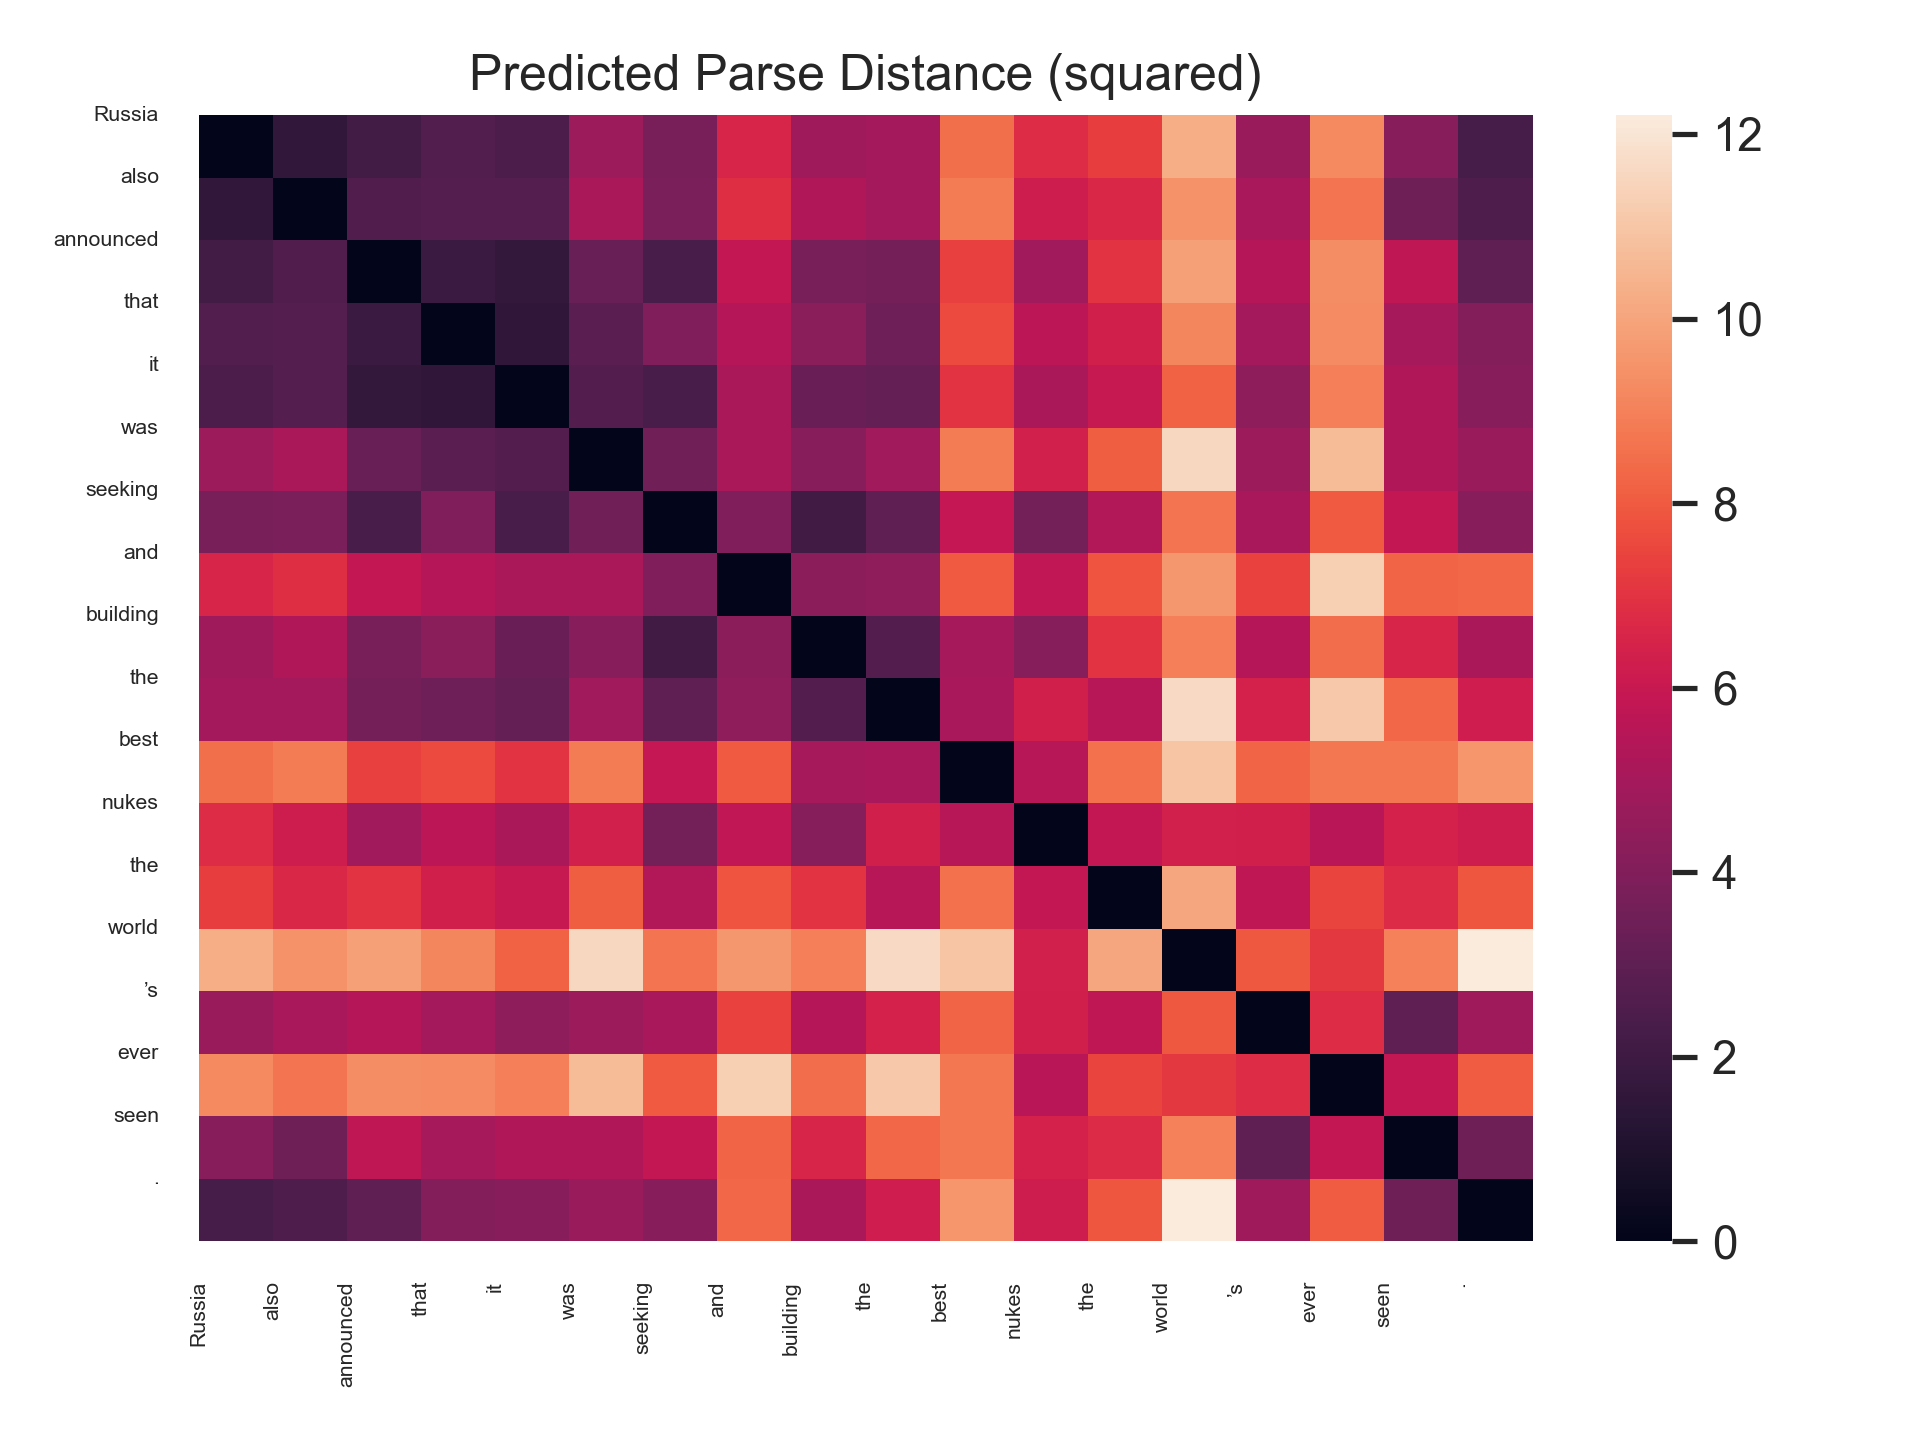 Predicted Parse Distance (squared)
Russia
also
announced
that
it
was
seeking
and
building
the
best
nukes
the
world
’s
ever
seen
.
12
10
8
6
4
2
0
Russia
also
announced
that
it
was
seeking
and
building
the
best
nukes
the
world
’s
ever
seen
.